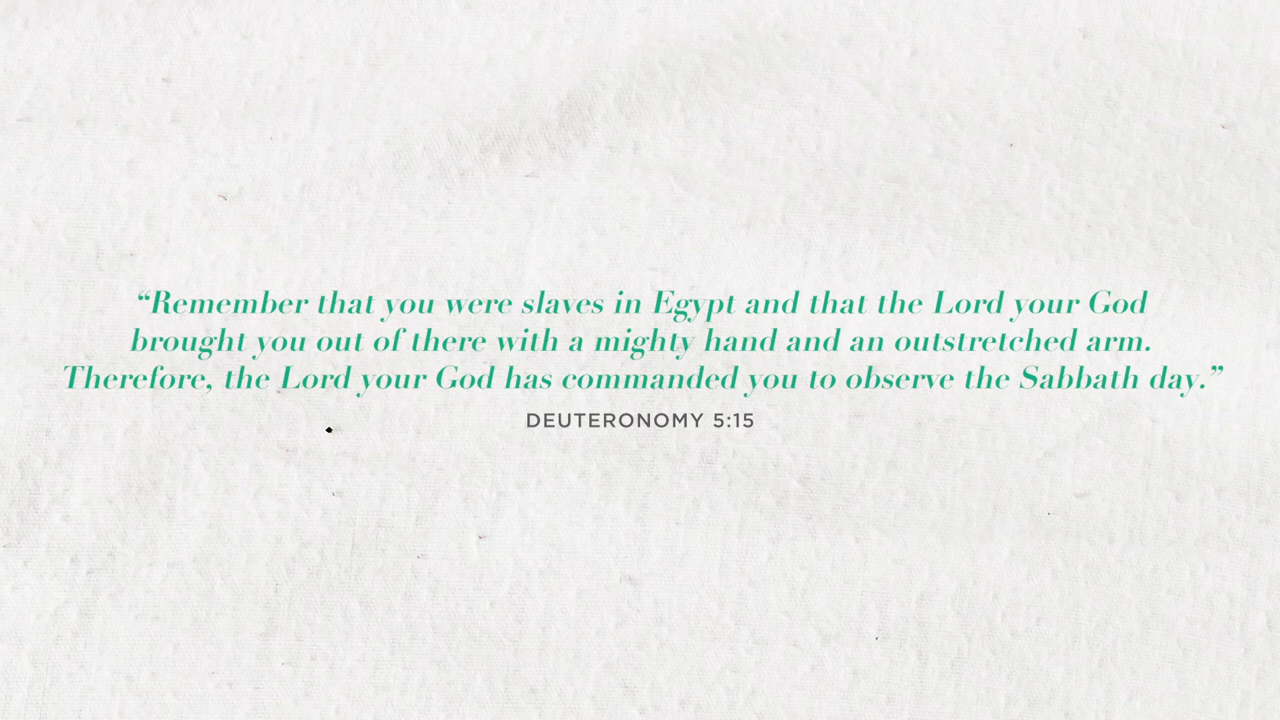 “Remember that you were slaves in Egypt and that the Lord your God
brought you out of there with a mighty hand and an outstretched arm.
Therefore, the Lord your God has commanded you to observe the Sabbath day.”
DEUTERONOMY 5:15